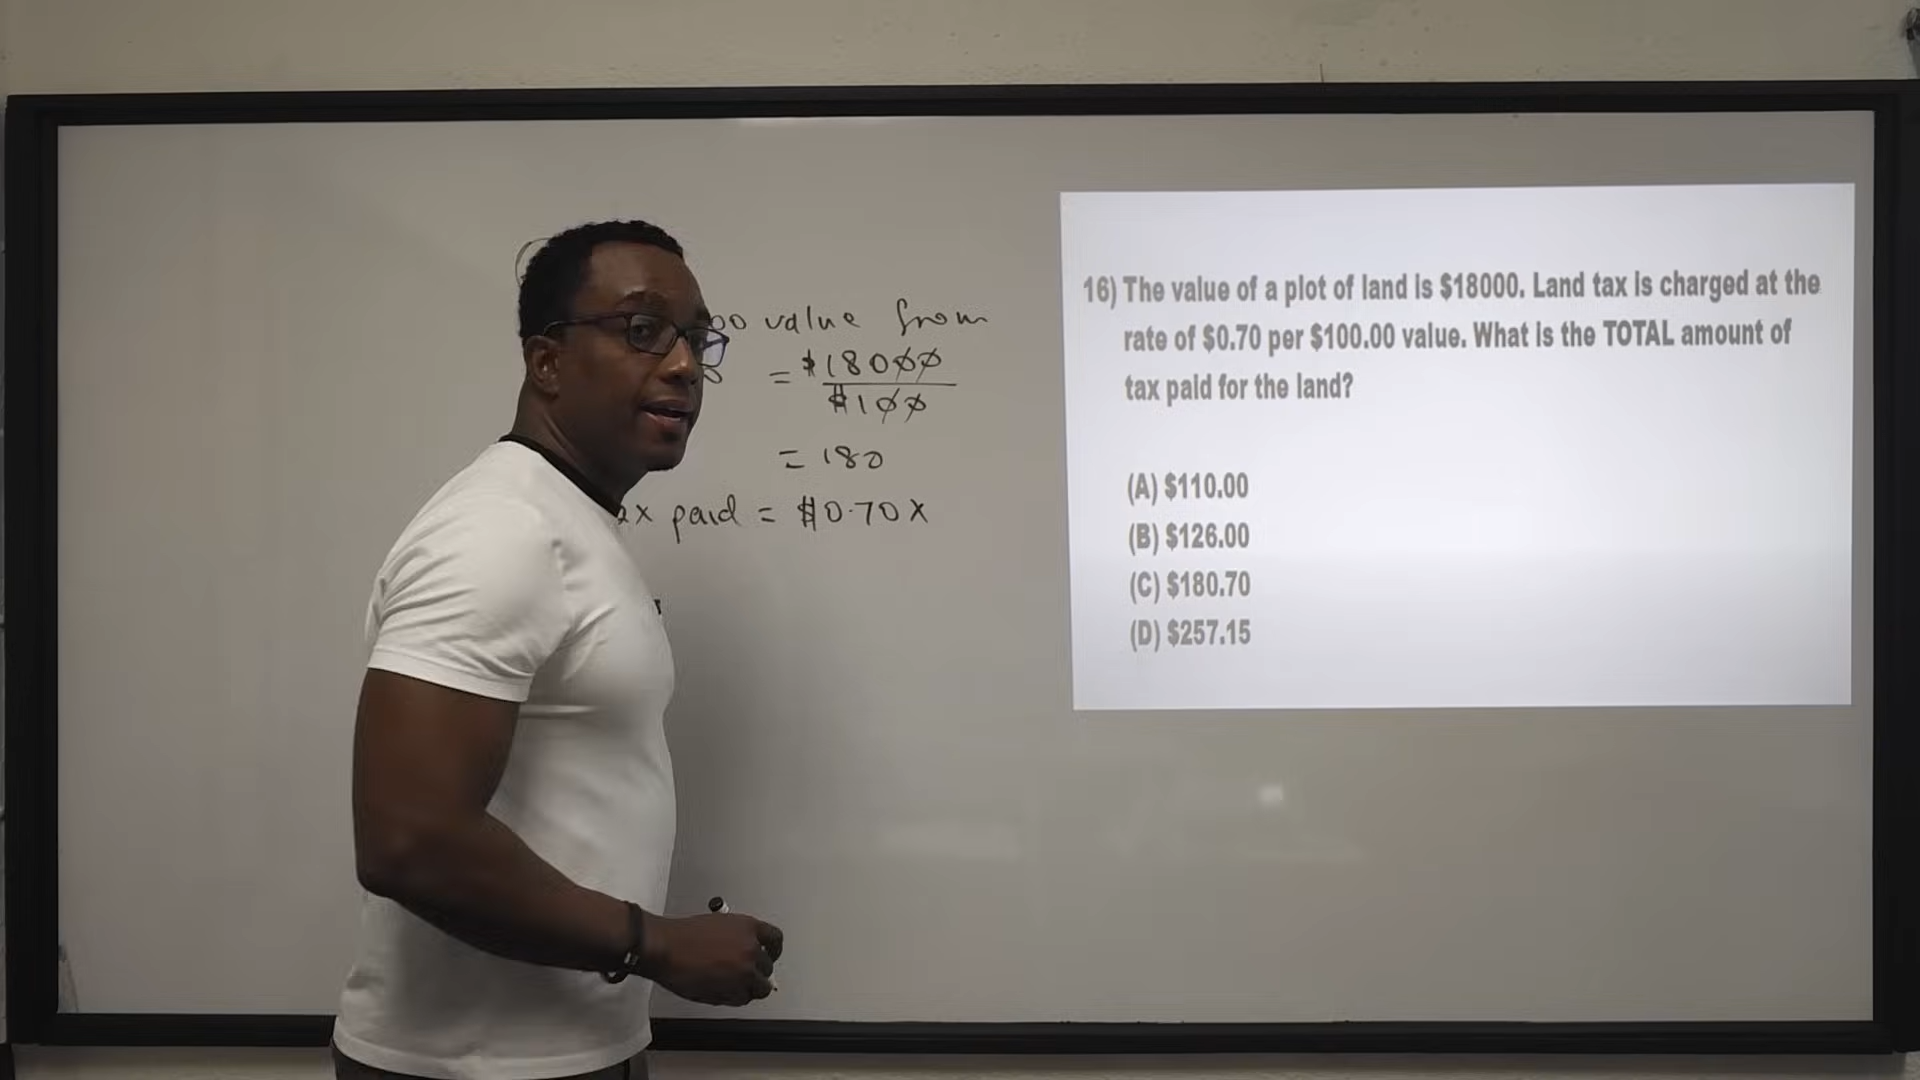 value from
= $18000
$100
= 180
paid = $0.70 x
16) The value of a plot of land is $18000. Land tax is charged at the
rate of $0.70 per $100.00 value. What is the TOTAL amount of
tax paid for the land?
(A) $110.00
(B) $126.00
(C) $180.70
(D) $257.15